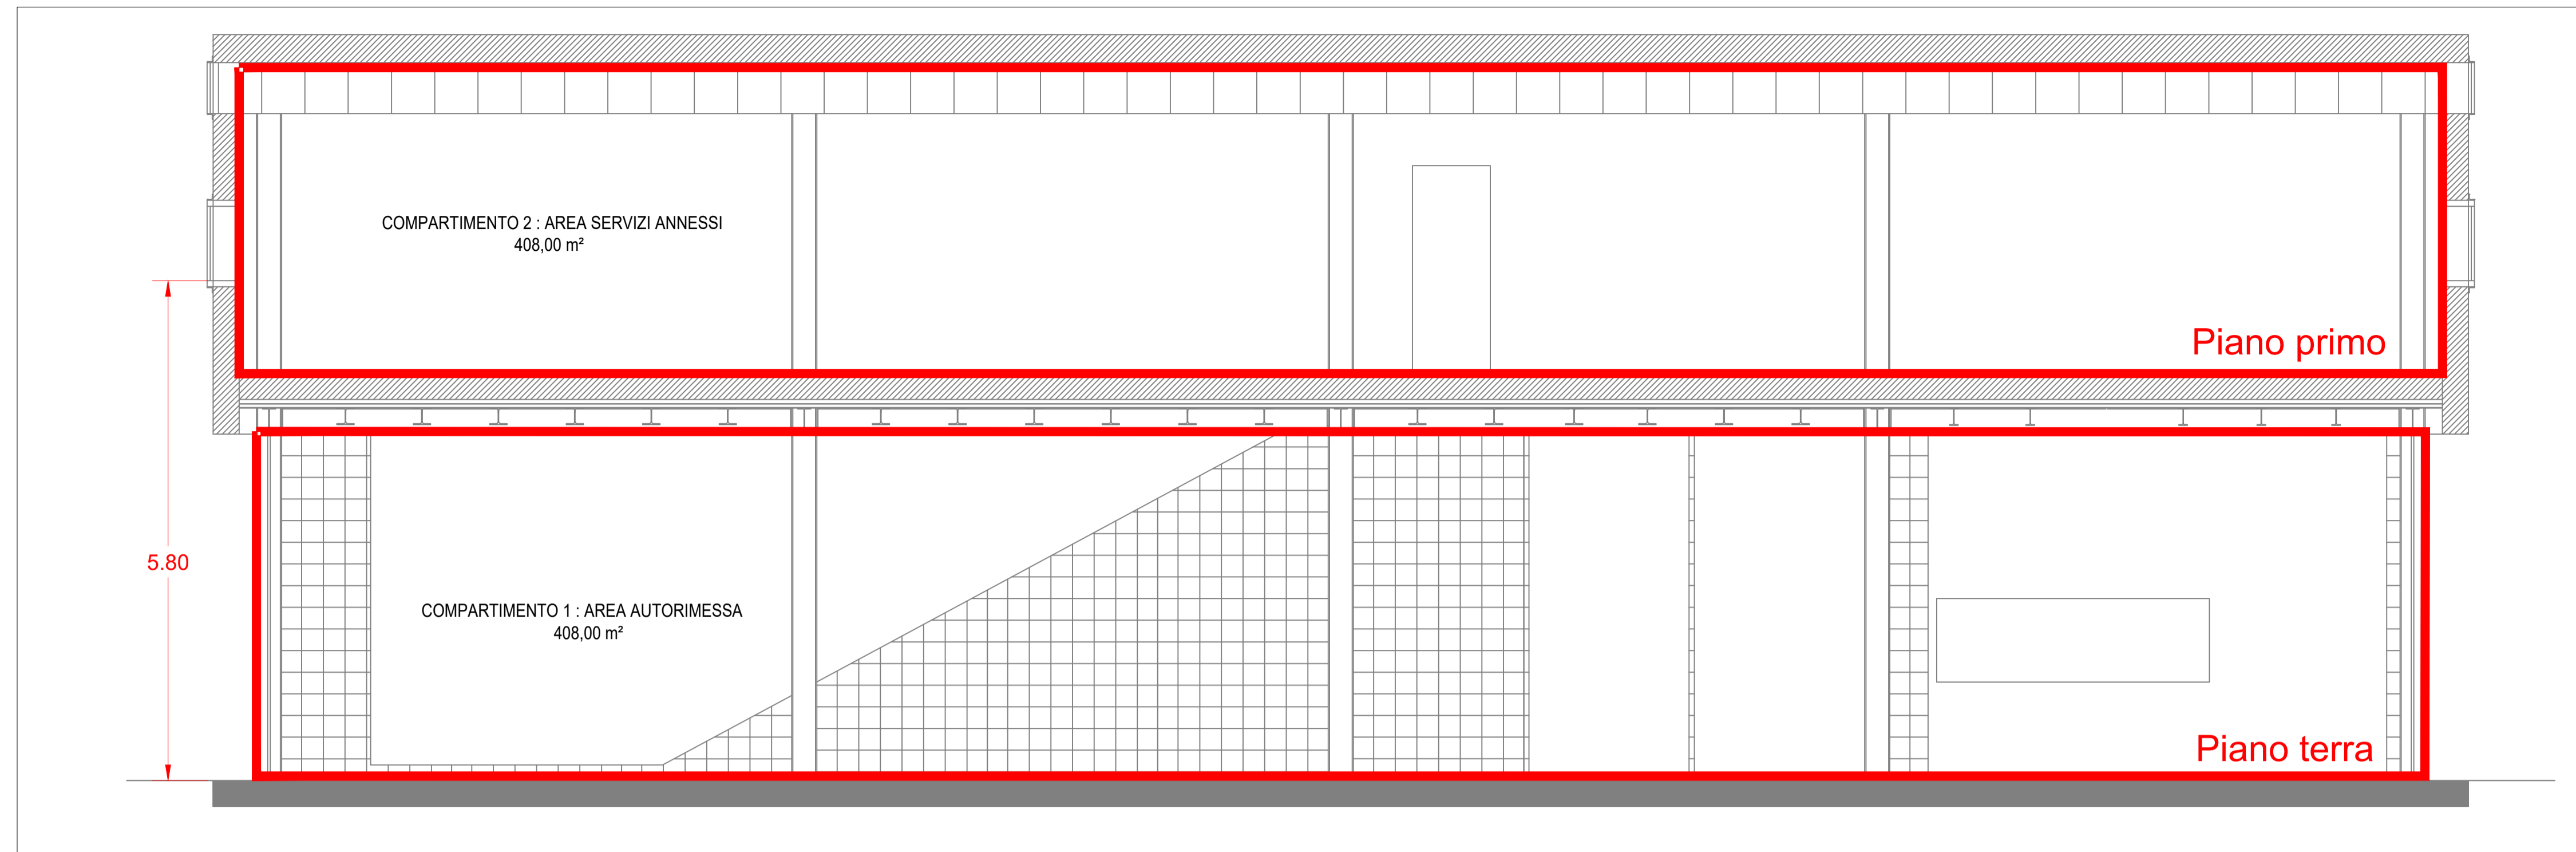 COMPARTIMENTO 2 : AREA SERVIZI ANNESSI
408,00 m²
Piano primo
5.80
COMPARTIMENTO 1 : AREA AUTORIMESSA
408,00 m²
Piano terra